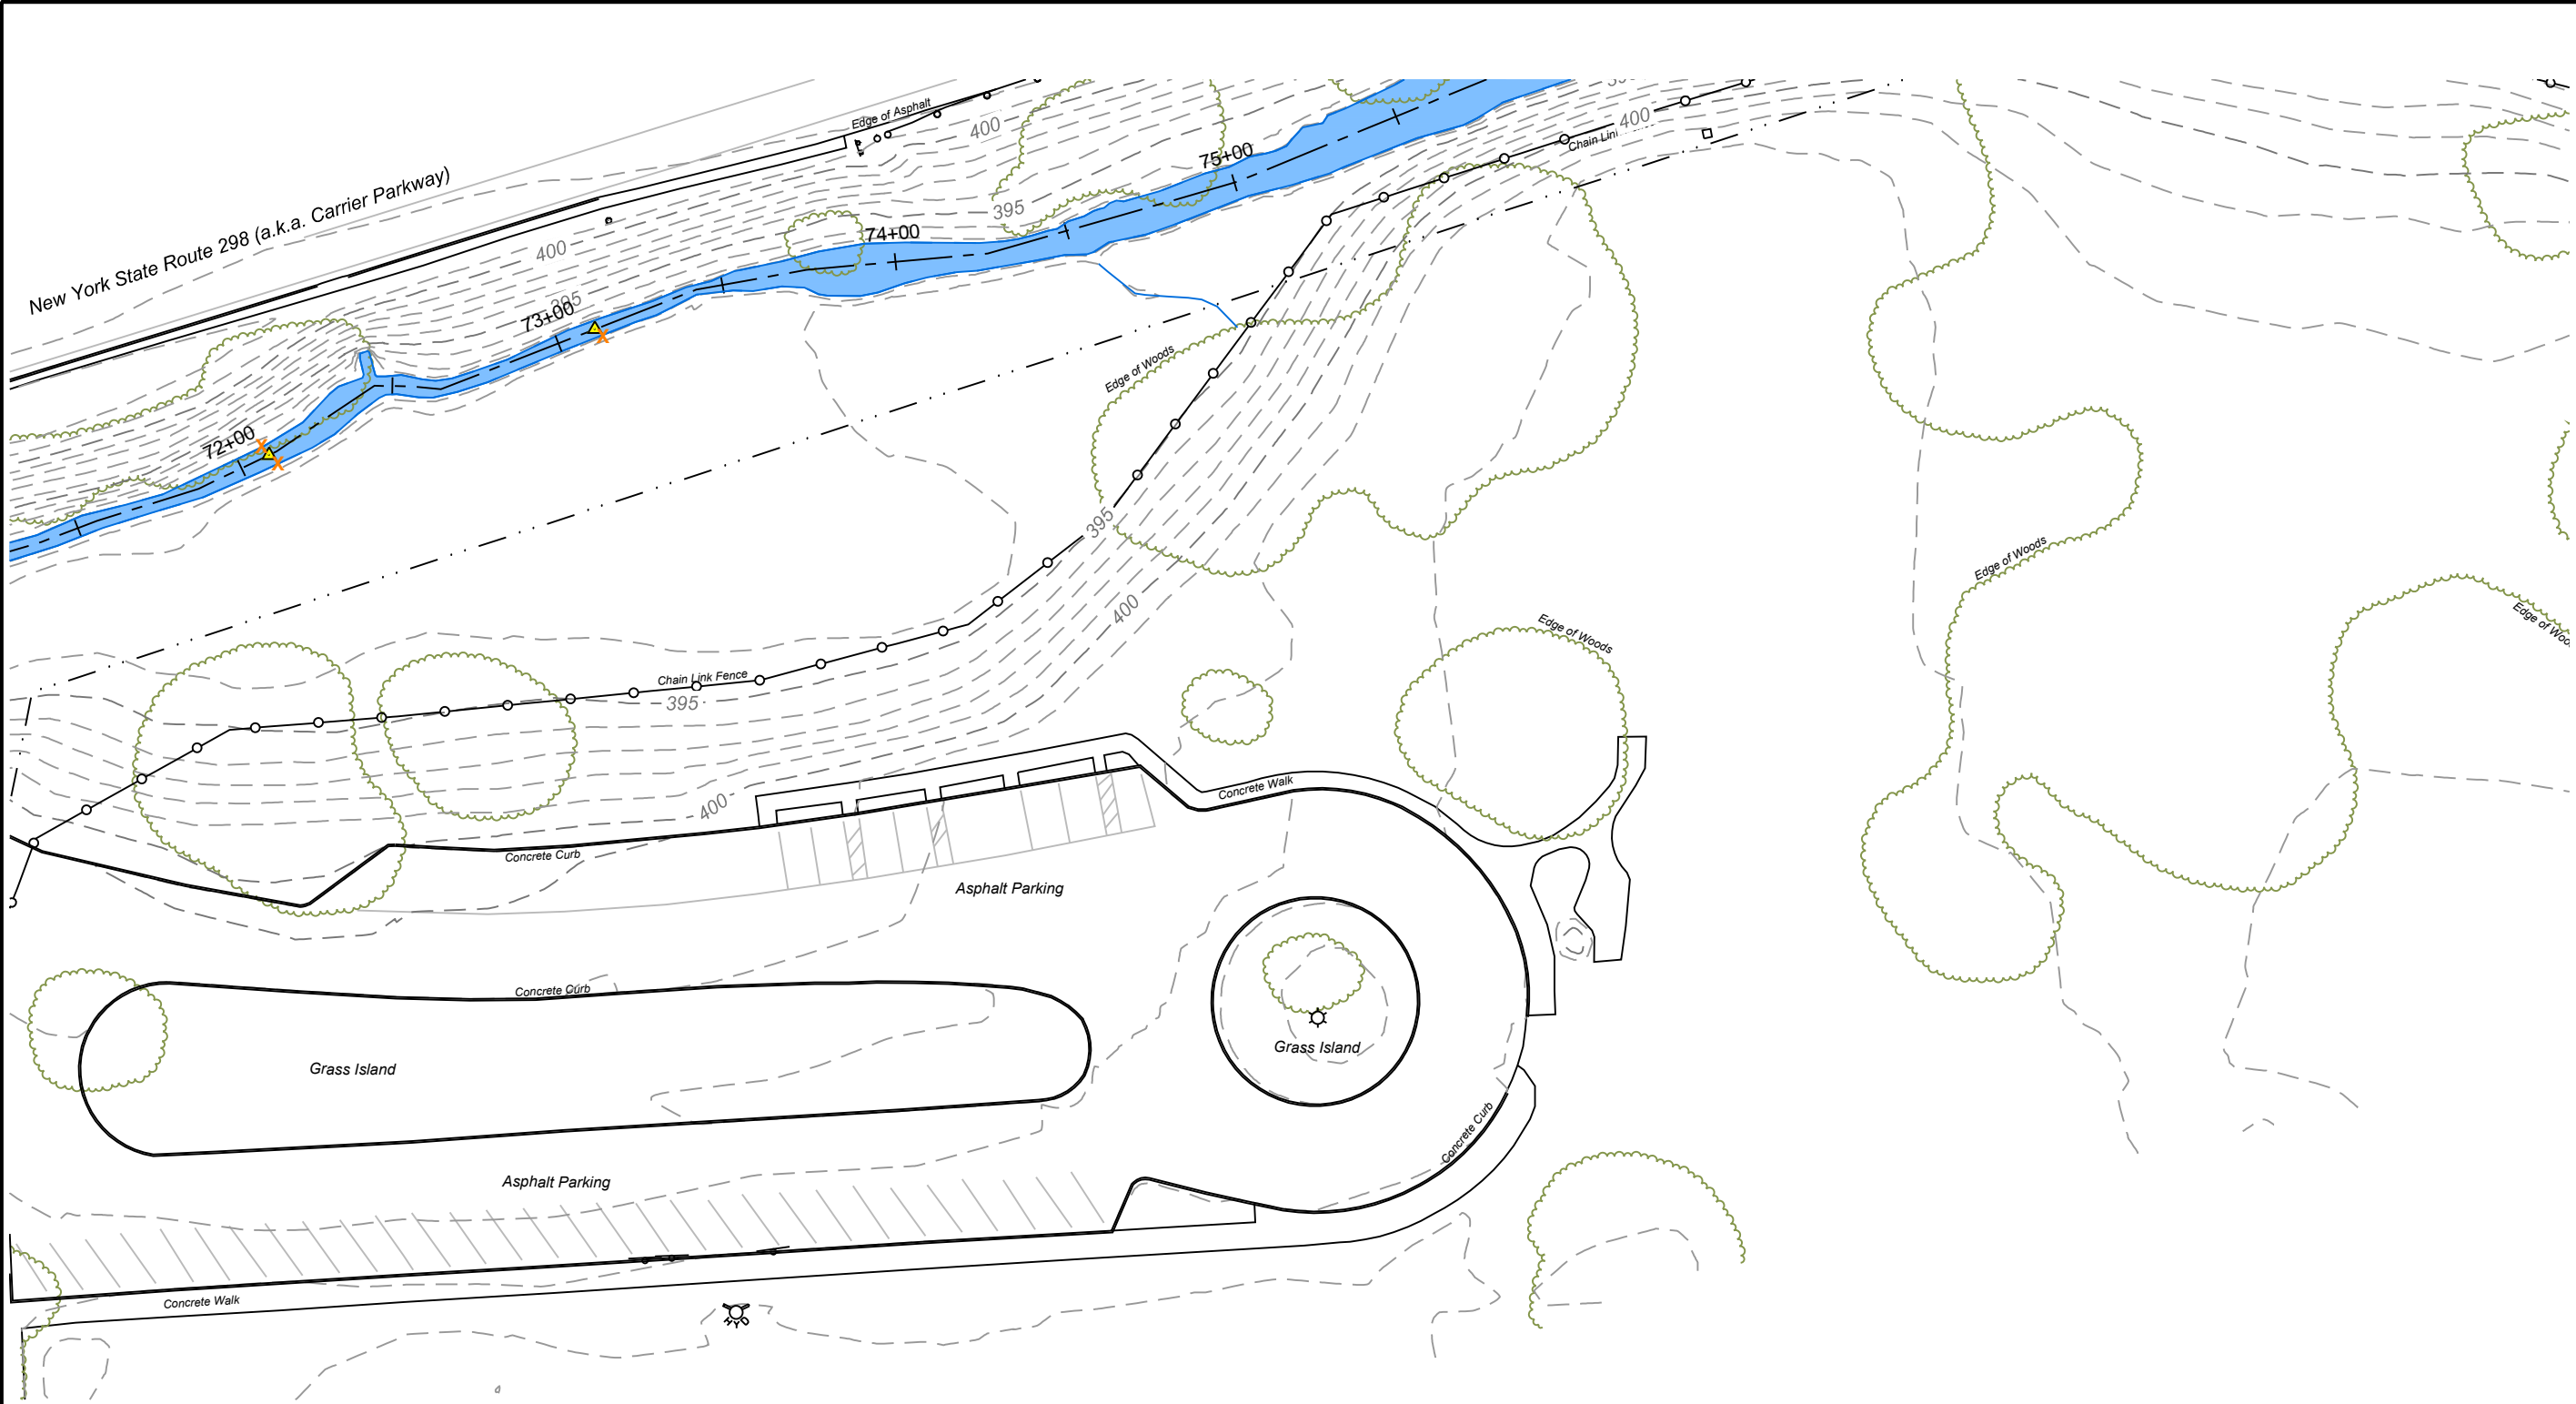 Edge of Asphalt
400
400
Chain Lin
75+00
New York State Route 298 (a.k.a. Carrier Parkway)
395
74+00
400
395
73+00
Edge of Woods
72+00
395
Edge of Woods
400
Edge of Woods
Edge of Woo
Chain Link Fence
395
Concrete Walk
400
Concrete Curb
Asphalt Parking
Concrete Curb
Grass Island
Grass Island
Concrete Curb
Asphalt Parking
Concrete Walk